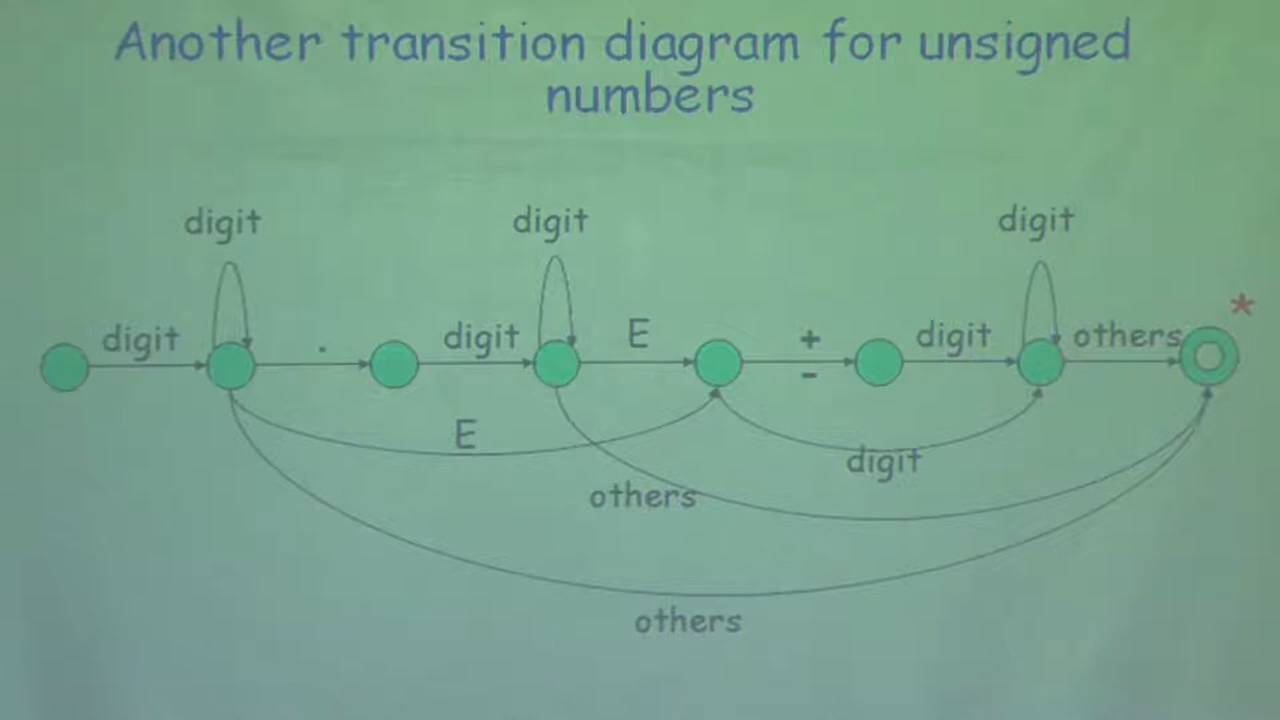 Another transition diagram for unsigned
numbers
digit
digit
digit
*
digit
.
digit
E
+
-
digit
others
E
digit
others
others